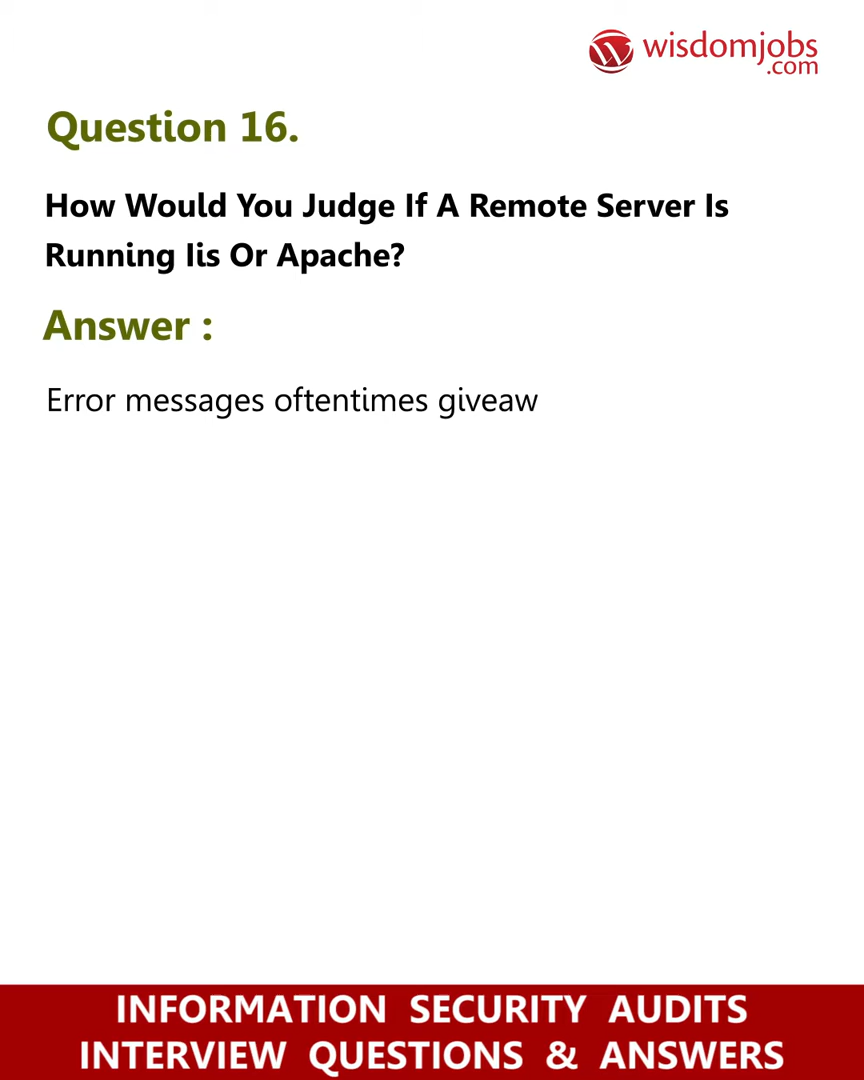 wisdomjobs
.com
Question 16.
How Would You Judge If A Remote Server Is
Running Iis Or Apache?
Answer :
Error messages oftentimes giveaw
INFORMATION SECURITY AUDITS
INTERVIEW QUESTIONS & ANSWERS